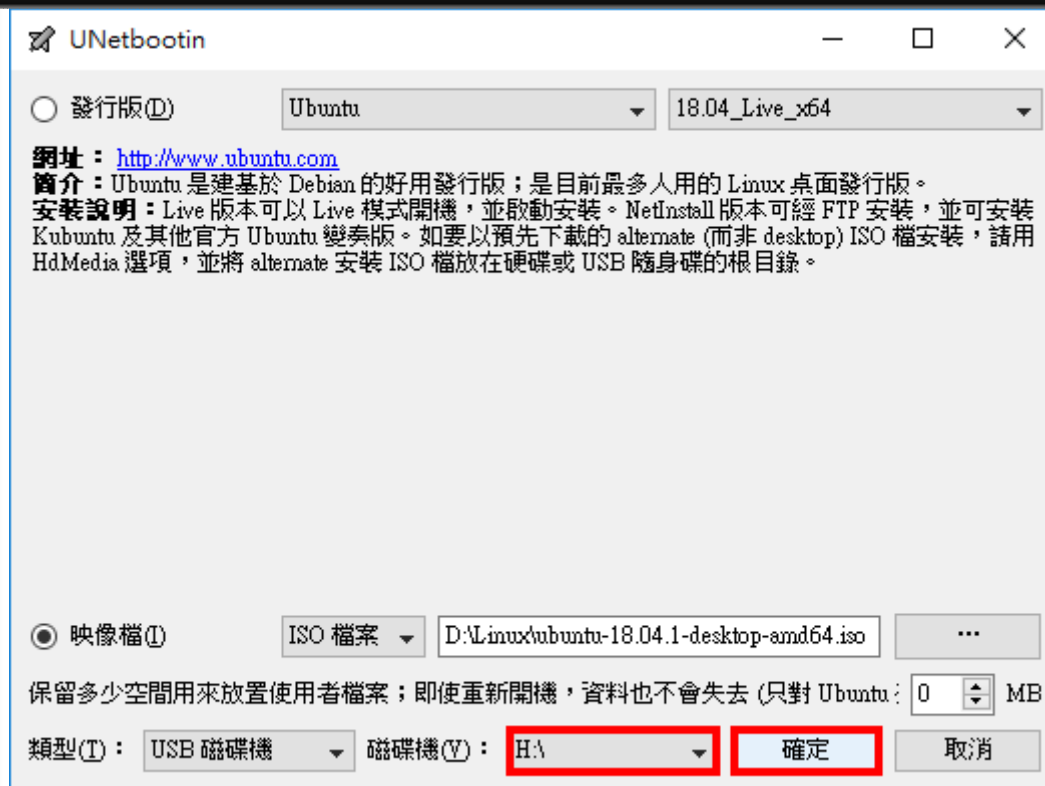 UNetbootin
發行版(D) Ubuntu 18.04_Live_x64
網址：http://www.ubuntu.com
簡介：Ubuntu 是建基於 Debian 的好用發行版；是目前最多人用的 Linux 桌面發行版。
安裝說明：Live 版本可以 Live 模式開機，並啟動安裝。NetInstall 版本可經 FTP 安裝，並可安裝
Kubuntu 及其他官方 Ubuntu 變奏版。如要以預先下載的 alternate (而非 desktop) ISO 檔安裝，請用
HdMedia 選項，並將 alternate 安裝 ISO 檔放在硬碟或 USB 隨身碟的根目錄。
映像檔(I) ISO 檔案 D:\Linux\ubuntu-18.04.1-desktop-amd64.iso ...
保留多少空間用來放置使用者檔案；即使重新開機，資料也不會失去 (只對 Ubuntu 0 MB
類型(T)： USB 磁碟機 磁碟機(V)： H:\ 確定 取消